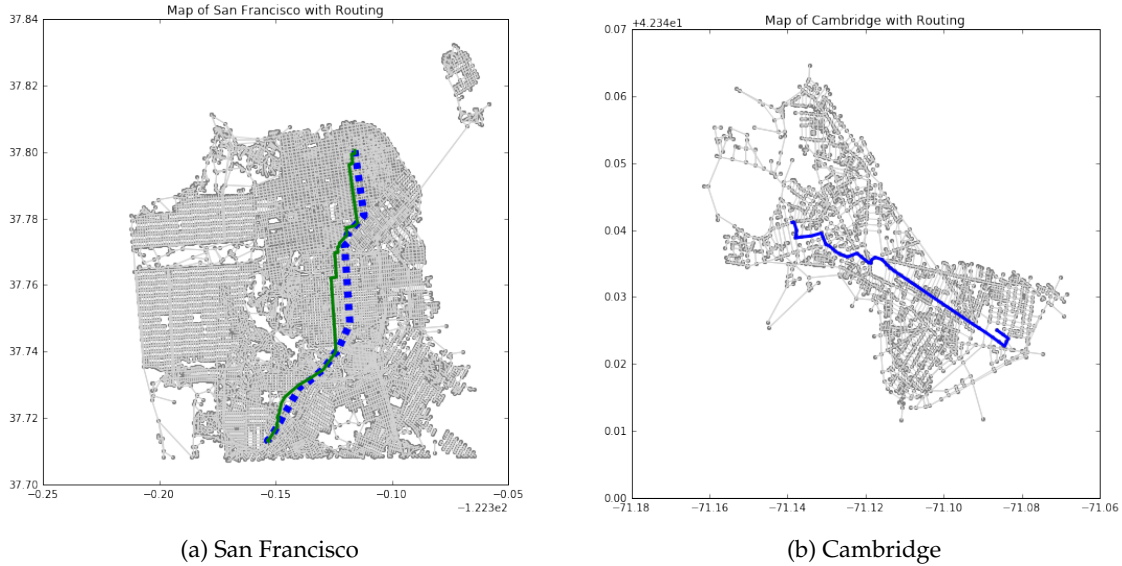 Map of San Francisco with Routing
37.84
37.82
37.80
37.78
37.76
37.74
37.72
37.70
−0.25 −0.20 −0.15 −0.10 −0.05
−1.223e2
(a) San Francisco
Map of Cambridge with Routing
+4.234e1
0.07
0.06
0.05
0.04
0.03
0.02
0.01
0.00
−71.18 −71.16 −71.14 −71.12 −71.10 −71.08 −71.06
(b) Cambridge